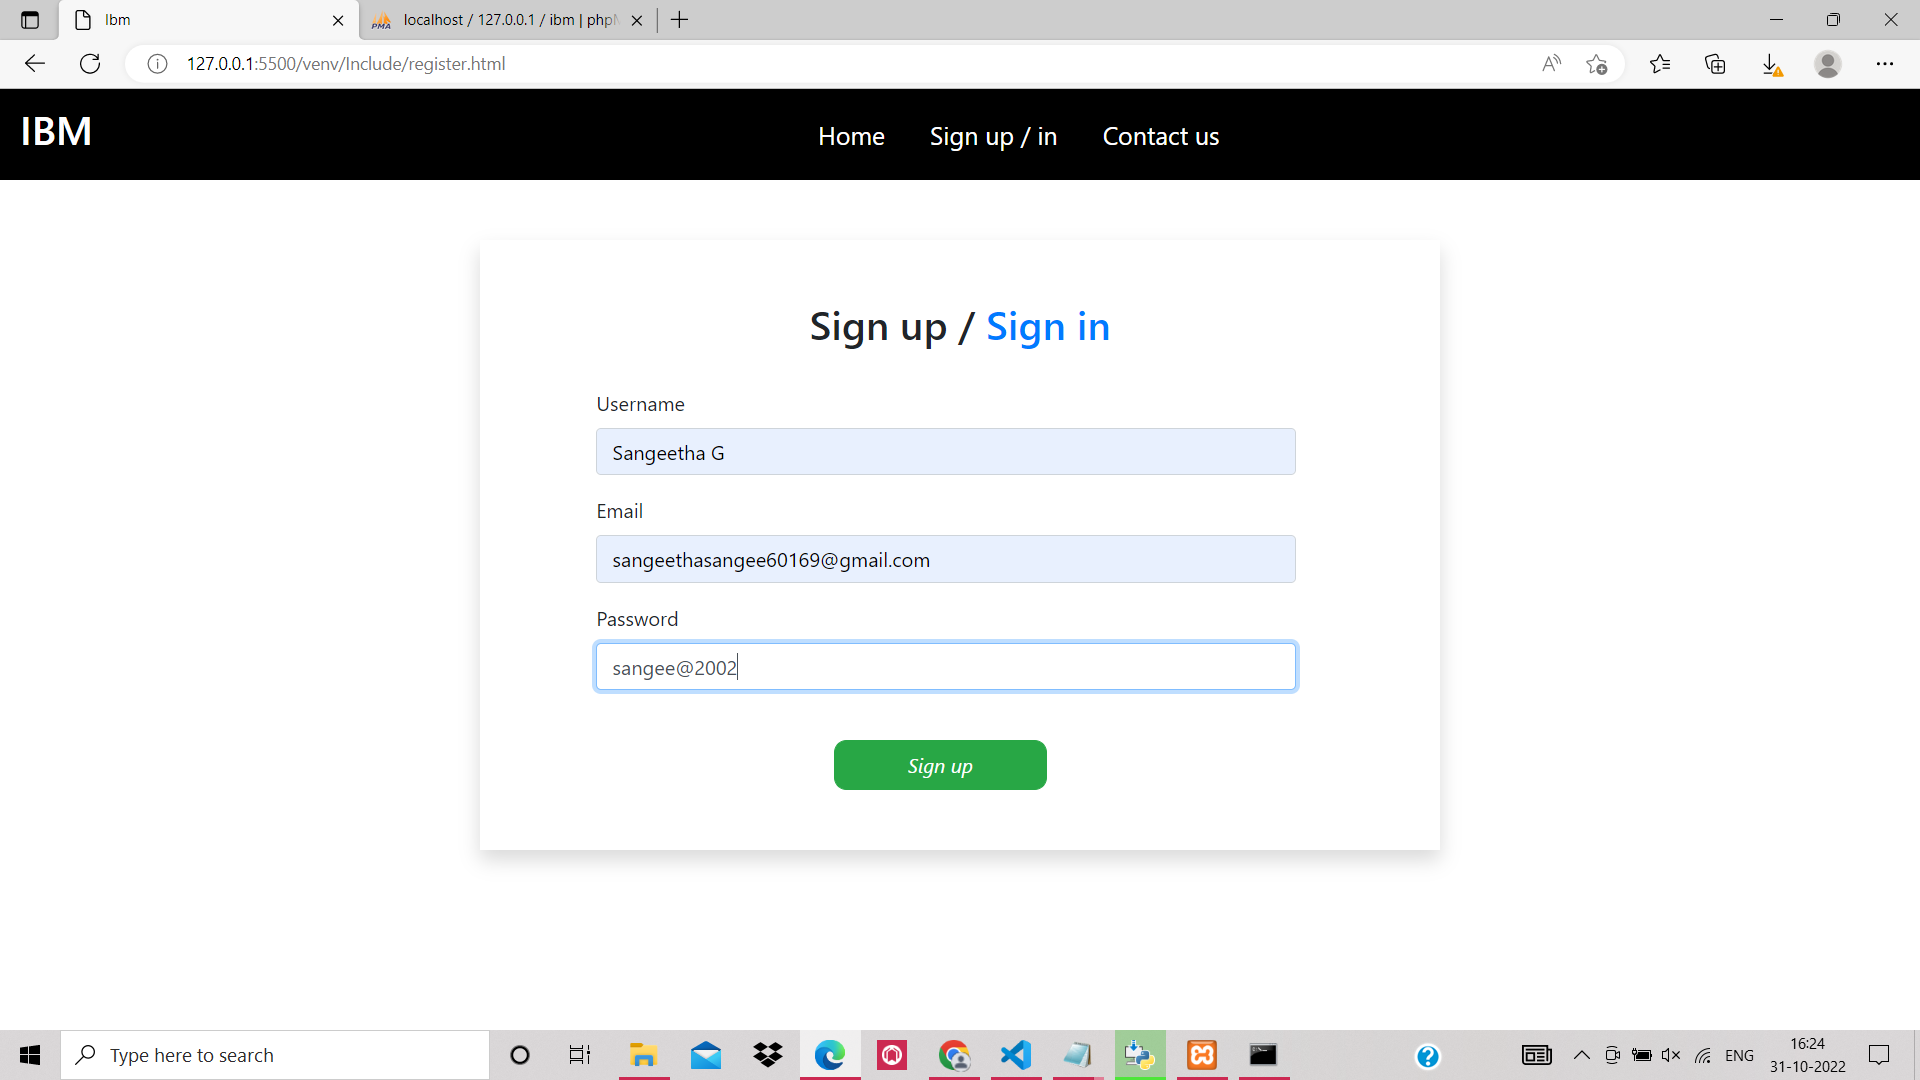 Ibm
localhost / 127.0.0.1 / ibm | php
127.0.0.1:5500/venv/Include/register.html
IBM
Home
Sign up / in
Contact us
Sign up / Sign in
Username
Sangeetha G
Email
sangeethasangee60169@gmail.com
Password
sangee@2002
Sign up
Type here to search
ENG
16:24
31-10-2022